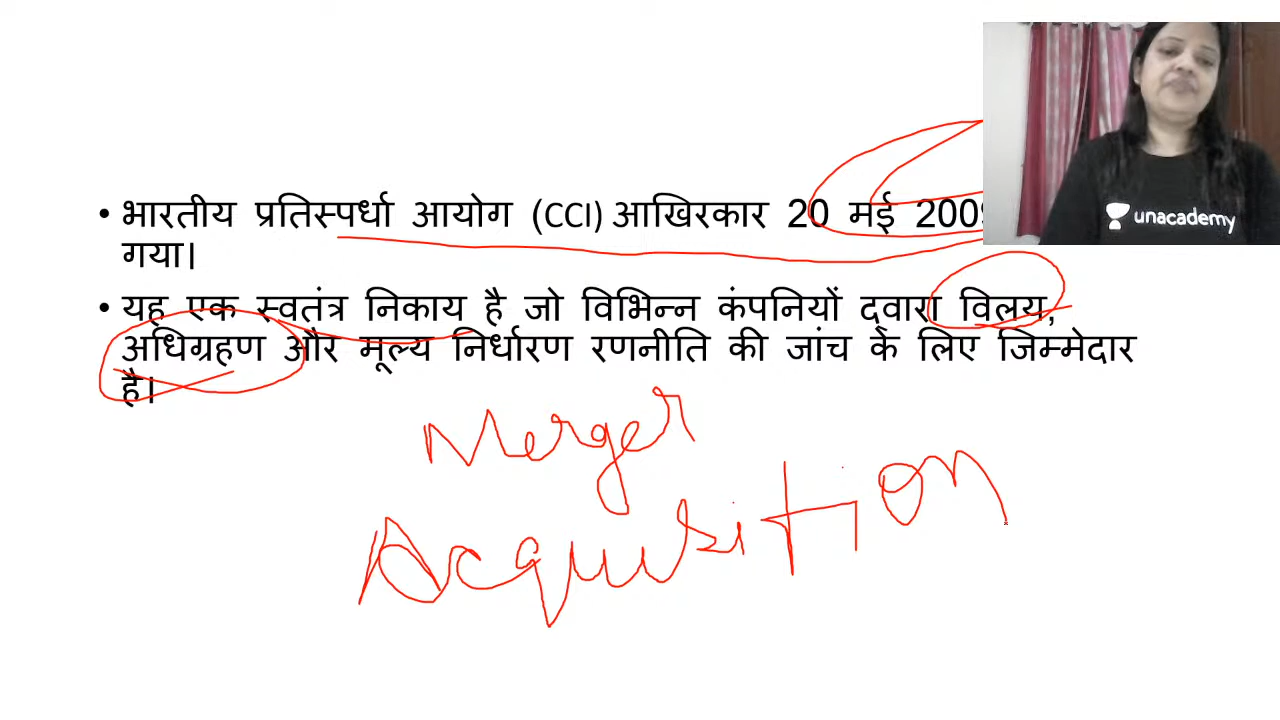 • भारतीय प्रतिस्पर्धा आयोग (CCI) आखिरकार 20 मई 2009
गया।
• यह एक स्वतंत्र निकाय है जो विभिन्न कंपनियों द्वारा विलय,
अधिग्रहण और मूल्य निर्धारण रणनीति की जांच के लिए जिम्मेदार
है।
Merger
Acquisition
unacademy